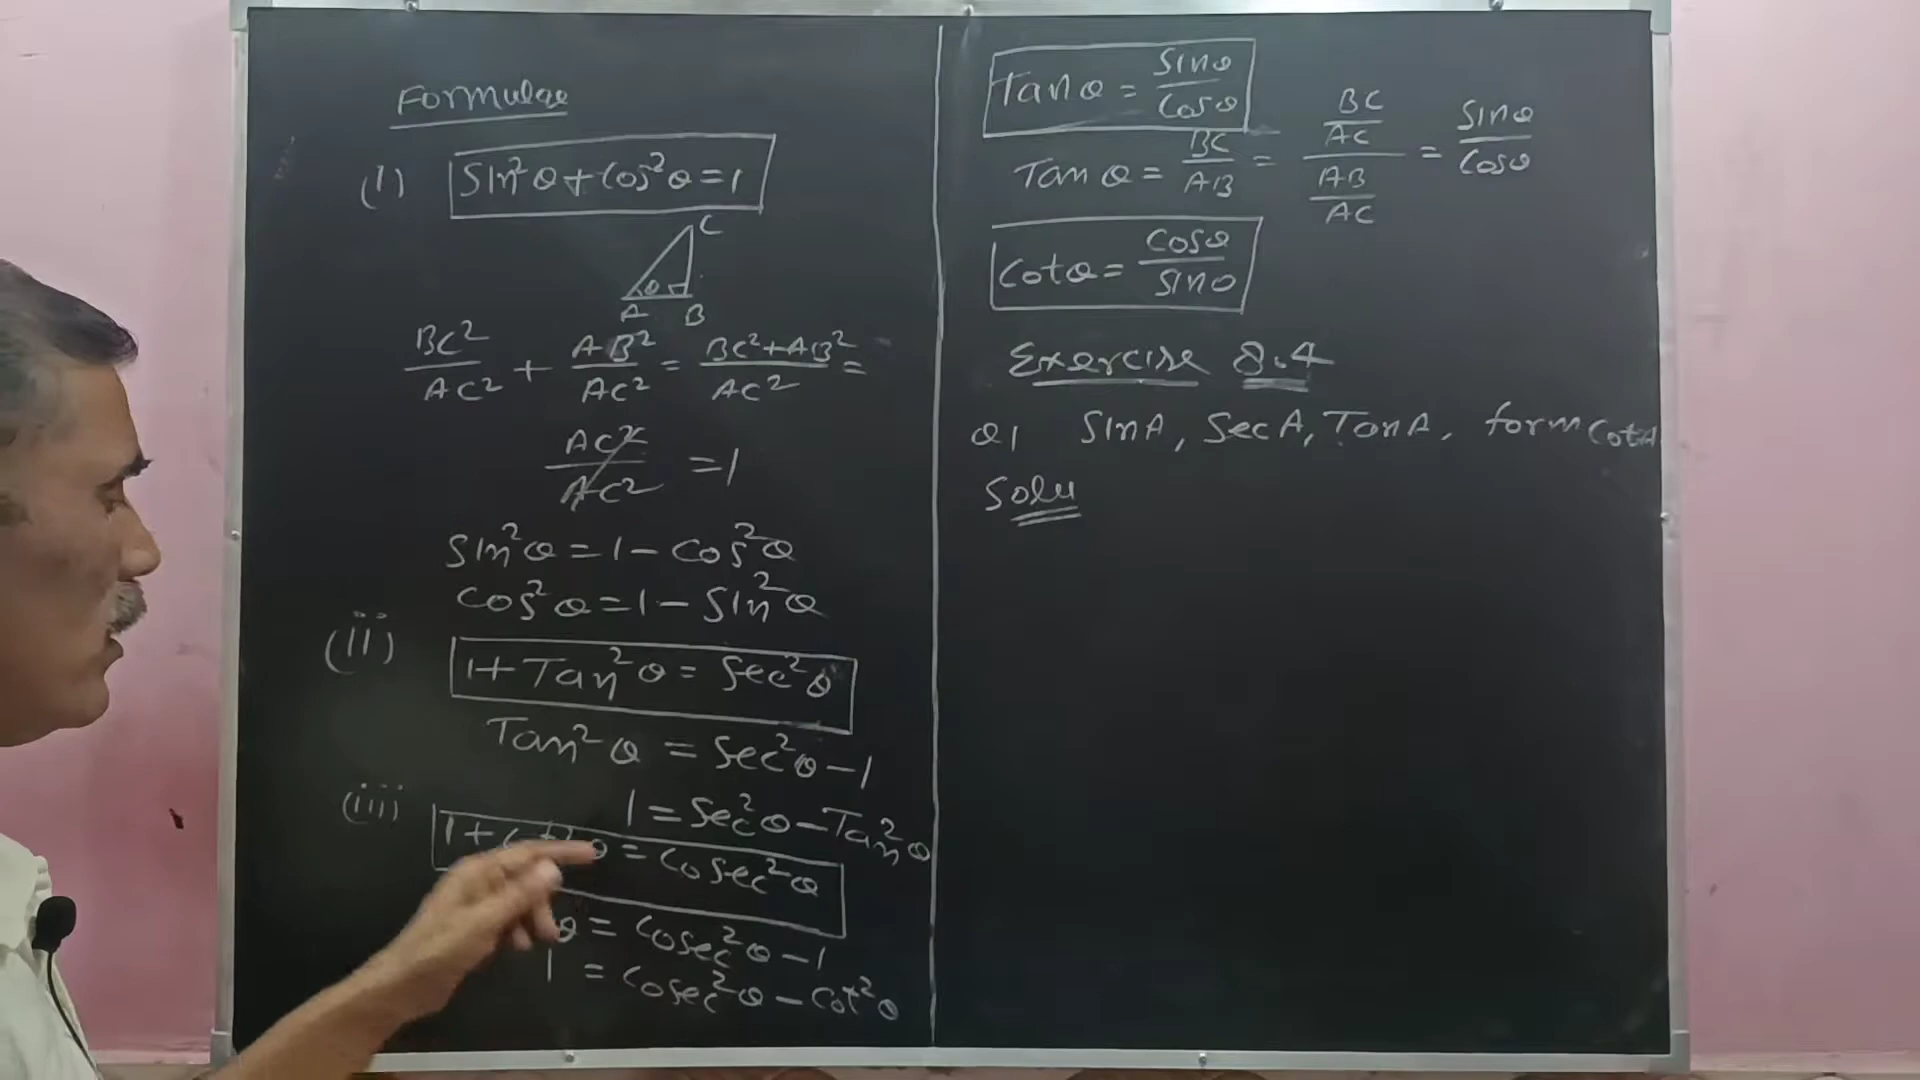 Formulae
(i) Sin²θ + Cos²θ = 1
C
θ
A B
BC²/AC² + AB²/AC² = BC²+AB²/AC² =
AC²/AC² = 1
Sin²θ = 1 - Cos²θ
Cos²θ = 1 - Sin²θ
(ii) 1 + Tan²θ = Sec²θ
Tan²θ = Sec²θ - 1
1 = Sec²θ - Tan²θ
(iii) 1 + θ = Cosec²θ
θ = Cosec²θ - 1
1 = Cosec²θ - Cot²θ
Tanθ = Sinθ/Cosθ
Tanθ = BC/AB = BC/AC / AB/AC = Sinθ/Cosθ
Cotθ = Cosθ/Sinθ
Exercise 8.4
Q1 SinA, SecA, TanA, form CotA
Solu